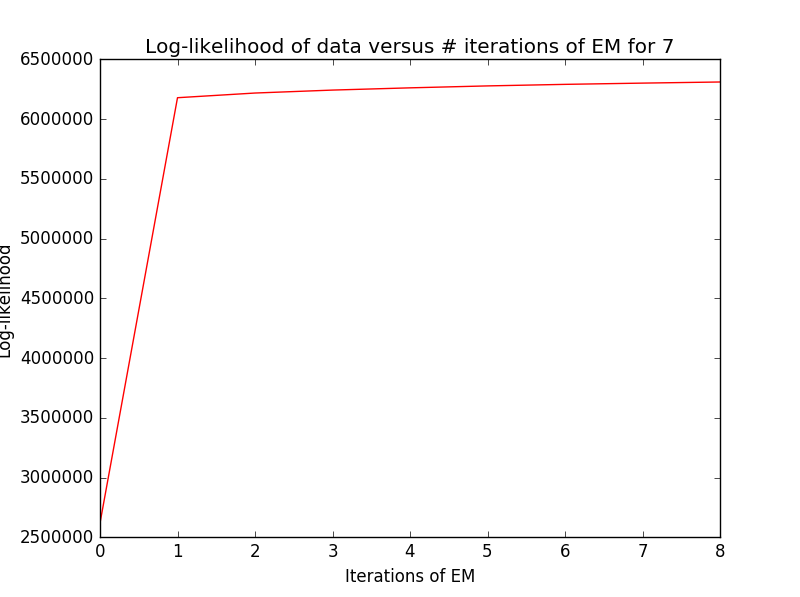 Log-likelihood of data versus # iterations of EM for 7
6500000
6000000
5500000
5000000
4500000
4000000
3500000
3000000
2500000
Log-likelihood
0 1 2 3 4 5 6 7 8
Iterations of EM